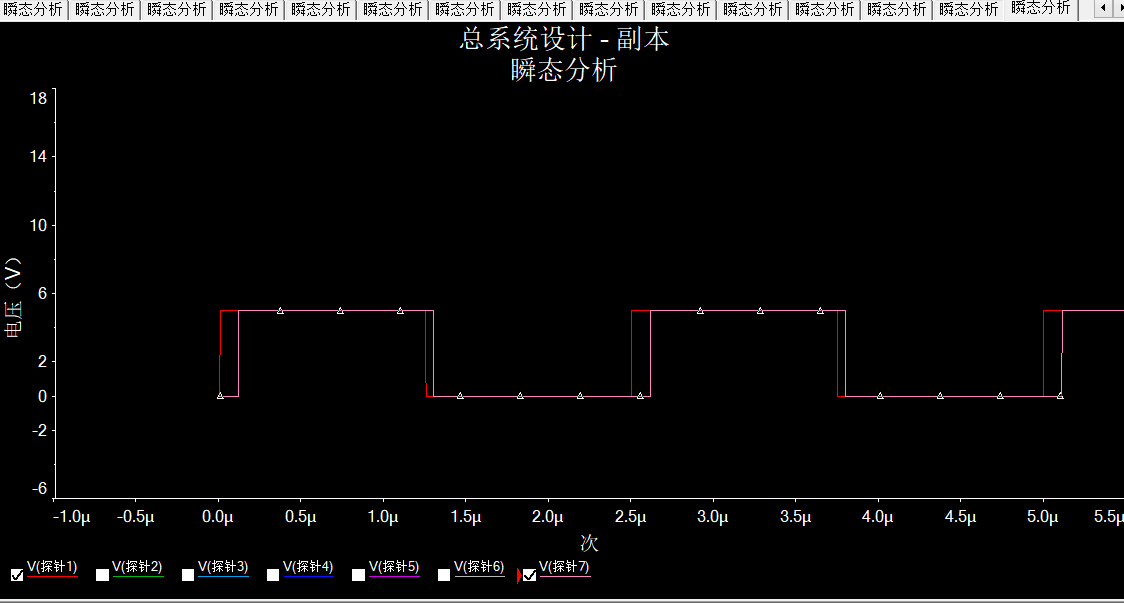 瞬态分析 瞬态分析 瞬态分析 瞬态分析 瞬态分析 瞬态分析 瞬态分析 瞬态分析 瞬态分析 瞬态分析 瞬态分析 瞬态分析 瞬态分析 瞬态分析 瞬态分析
总系统设计 - 副本
瞬态分析
18
14
10
6
2
0
-2
-6
电压（V）
-1.0μ -0.5μ 0.0μ 0.5μ 1.0μ 1.5μ 2.0μ 2.5μ 3.0μ 3.5μ 4.0μ 4.5μ 5.0μ 5.5μ
次
V(探针1) V(探针2) V(探针3) V(探针4) V(探针5) V(探针6) V(探针7)